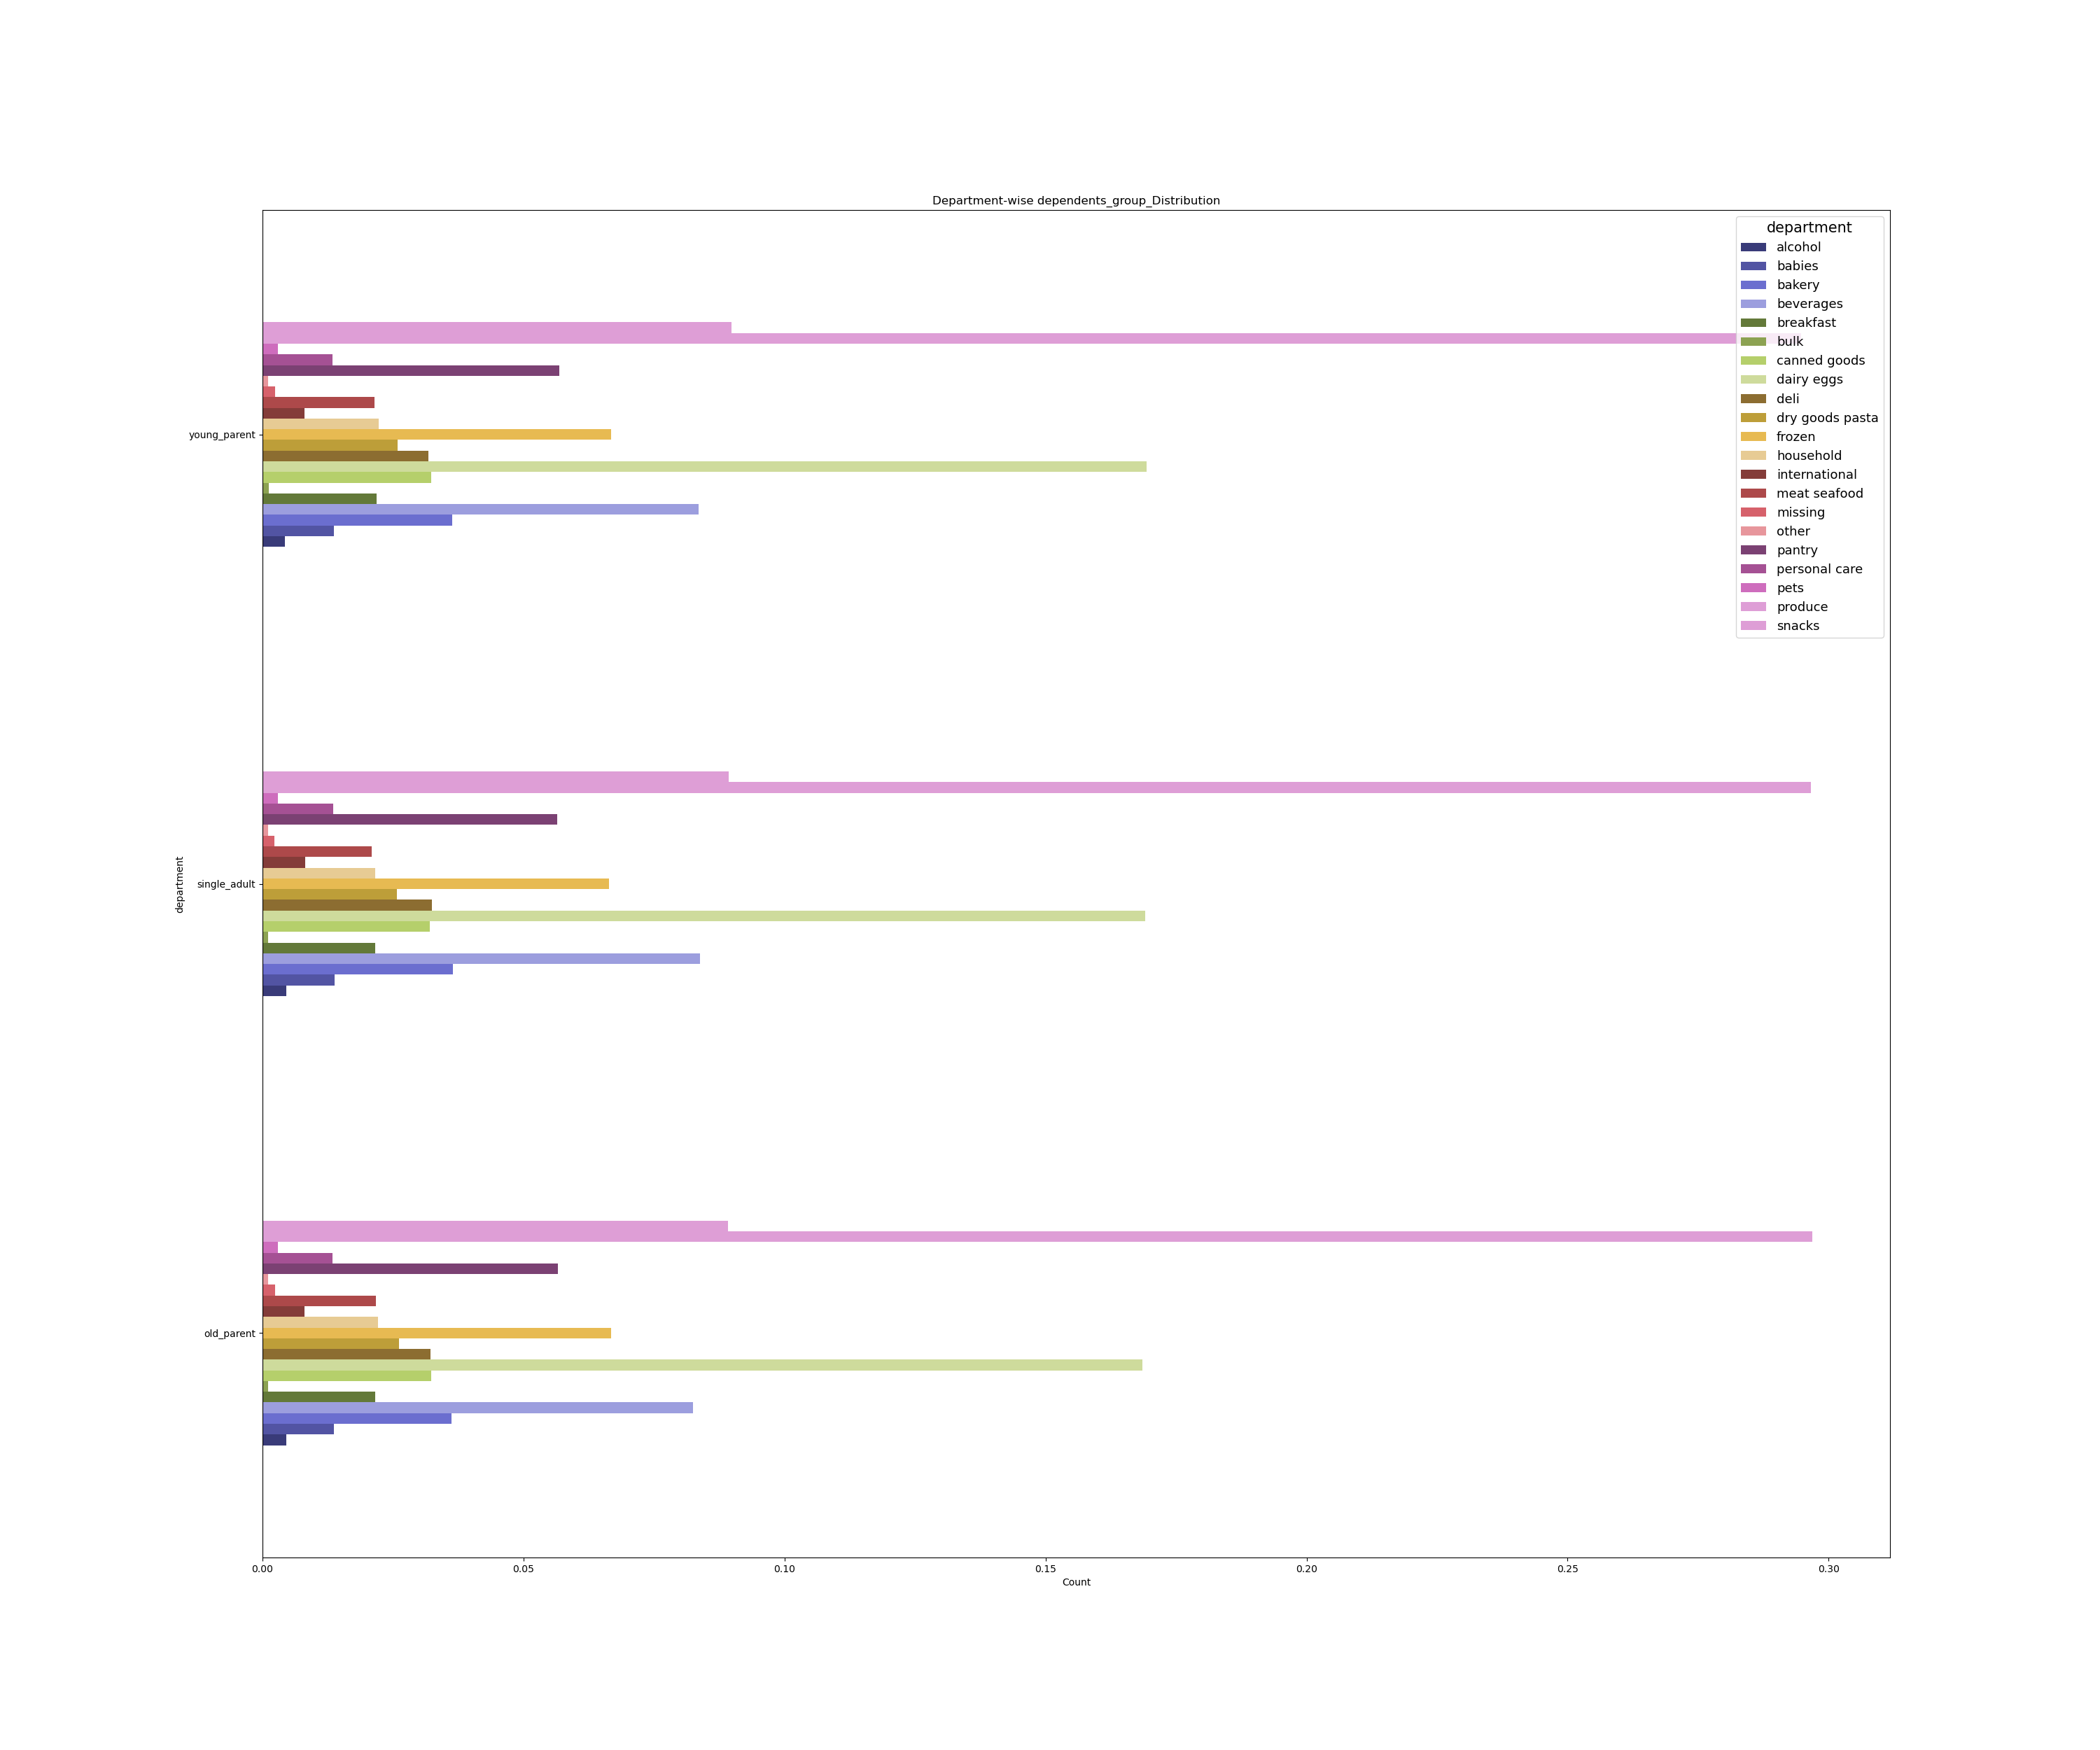 Department-wise dependents_group_Distribution
department
alcohol
babies
bakery
beverages
breakfast
bulk
canned goods
dairy eggs
deli
dry goods pasta
frozen
household
international
meat seafood
missing
other
pantry
personal care
pets
produce
snacks
young_parent
single_adult
old_parent
department
0.00 0.05 0.10 0.15 0.20 0.25 0.30
Count